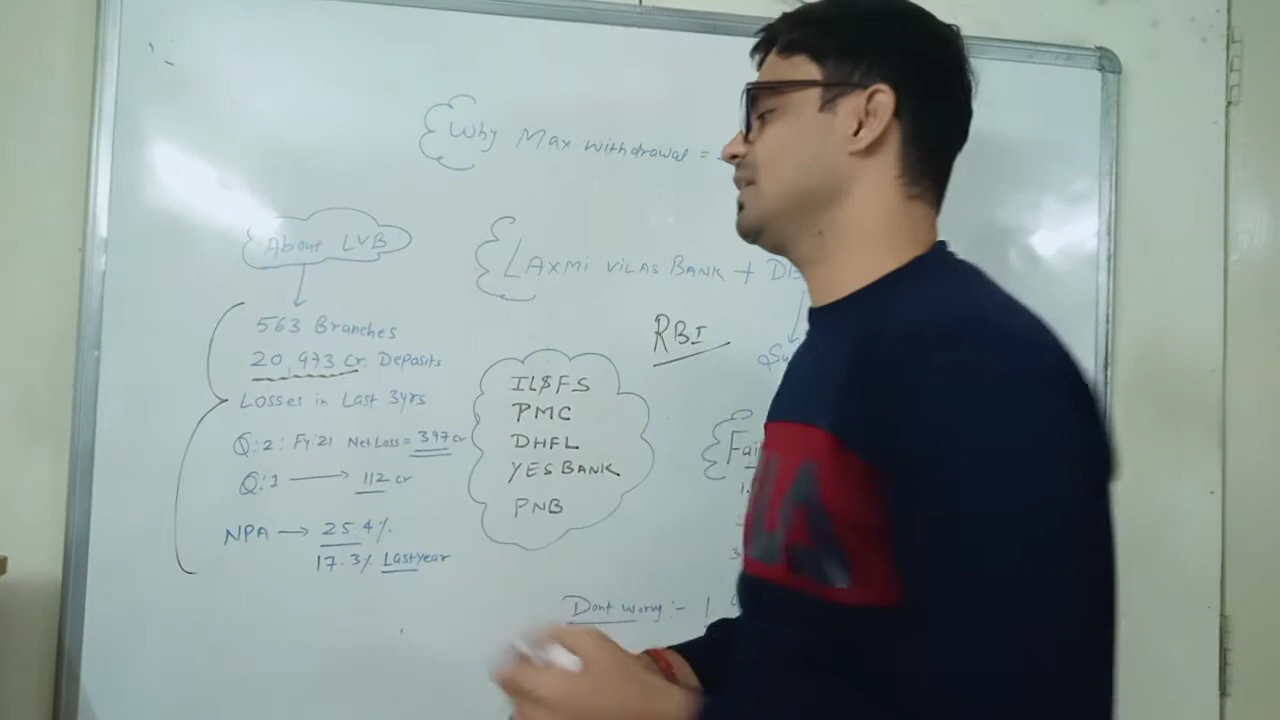 Why Max withdrawal =
About LVB
LAXMI VILAS BANK +
563 Branches
20,973 Cr Deposits
Losses in Last 3yrs
Q:2: Fy:21 Net Loss = 397 cr
Q:1 → 112 cr
NPA → 25.4%
17.3% Last year
RBI
IL$FS
PMC
DHFL
YES BANK
PNB
1.
Dont worry :-